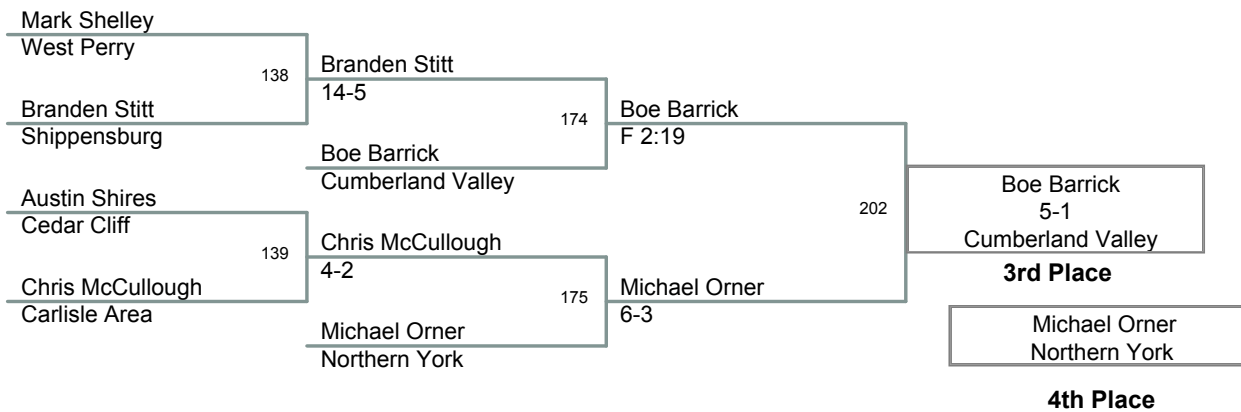 Mark Shelley
West Perry
138
Branden Stitt
Shippensburg
Branden Stitt
14-5
174
Boe Barrick
Cumberland Valley
Boe Barrick
F 2:19
Austin Shires
Cedar Cliff
139
Chris McCullough
Carlisle Area
Chris McCullough
4-2
175
Michael Orner
Northern York
Michael Orner
6-3
202
Boe Barrick
5-1
Cumberland Valley
3rd Place
Michael Orner
Northern York
4th Place